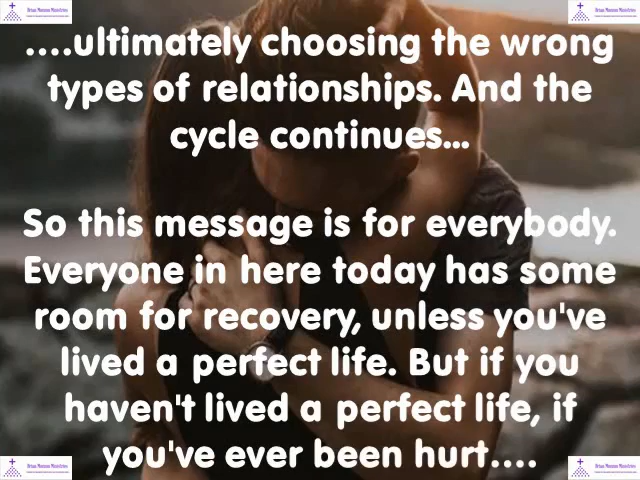 ....ultimately choosing the wrong
types of relationships. And the
cycle continues...
So this message is for everybody.
Everyone in here today has some
room for recovery, unless you've
lived a perfect life. But if you
haven't lived a perfect life, if
you've ever been hurt....